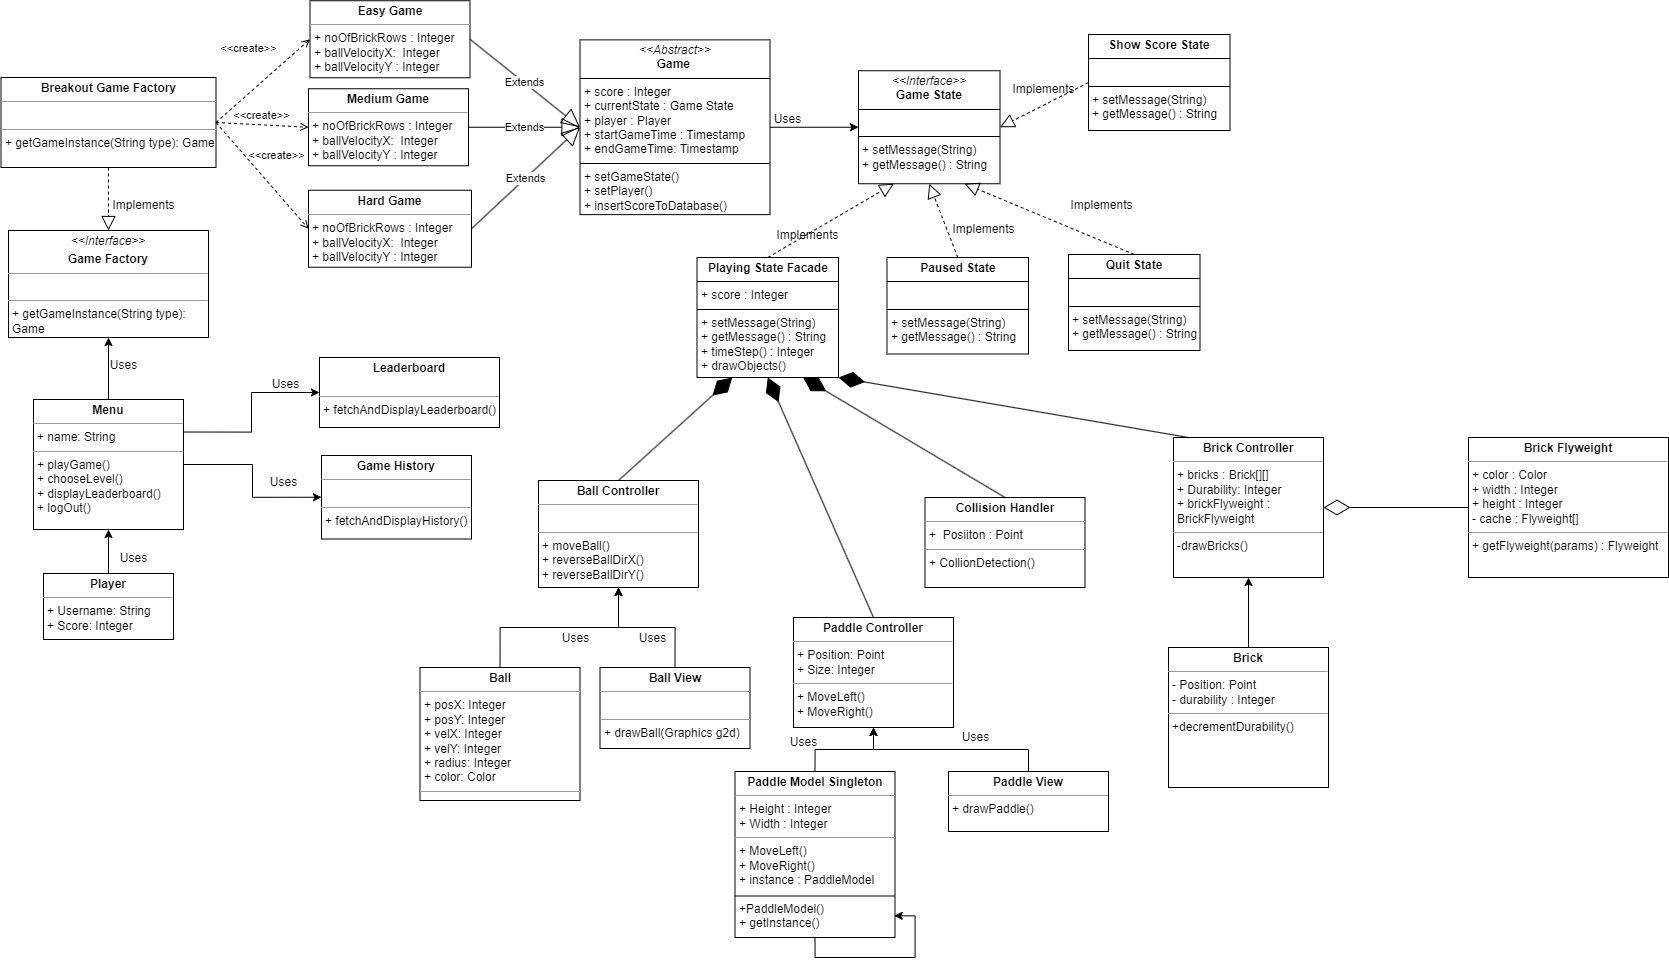 Easy Game
+ noOfBrickRows : Integer
+ ballVelocityX:  Integer
+ ballVelocityY : Integer
<<create>>
Breakout Game Factory
+ getGameInstance(String type): Game
<<create>>
Medium Game
+ noOfBrickRows : Integer
+ ballVelocityX:  Integer
+ ballVelocityY : Integer
<<create>>
Hard Game
+ noOfBrickRows : Integer
+ ballVelocityX:  Integer
+ ballVelocityY : Integer
Extends
Extends
Extends
<<Abstract>>
Game
+ score : Integer
+ currentState : Game State
+ player : Player
+ startGameTime : Timestamp
+ endGameTime: Timestamp
+ setGameState()
+ setPlayer()
+ insertScoreToDatabase()
Uses
<<Interface>>
Game State
+ setMessage(String)
+ getMessage() : String
Implements
Show Score State
+ setMessage(String)
+ getMessage() : String
Implements
<<Interface>>
Game Factory
+ getGameInstance(String type):
Game
Uses
Implements
Implements
Implements
Playing State Facade
+ score : Integer
+ setMessage(String)
+ getMessage() : String
+ timeStep() : Integer
+ drawObjects()
Paused State
+ setMessage(String)
+ getMessage() : String
Quit State
+ setMessage(String)
+ getMessage() : String
Menu
+ name: String
+ playGame()
+ chooseLevel()
+ displayLeaderboard()
+ logOut()
Uses
Leaderboard
+ fetchAndDisplayLeaderboard()
Uses
Game History
+ fetchAndDisplayHistory()
Uses
Player
+ Username: String
+ Score: Integer
Ball Controller
+ moveBall()
+ reverseBallDirX()
+ reverseBallDirY()
Uses
Uses
Ball
+ posX: Integer
+ posY: Integer
+ velX: Integer
+ velY: Integer
+ radius: Integer
+ color: Color
Ball View
+ drawBall(Graphics g2d)
Collision Handler
+  Posiiton : Point
+ CollionDetection()
Paddle Controller
+ Position: Point
+ Size: Integer
+ MoveLeft()
+ MoveRight()
Uses
Uses
Paddle Model Singleton
+ Height : Integer
+ Width : Integer
+ MoveLeft()
+ MoveRight()
+ instance : PaddleModel
+PaddleModel()
+ getInstance()
Paddle View
+ drawPaddle()
Brick Controller
+ bricks : Brick[][]
+ Durability: Integer
+ brickFlyweight :
BrickFlyweight
-drawBricks()
Brick Flyweight
+ color : Color
+ width : Integer
+ height : Integer
- cache : Flyweight[]
+ getFlyweight(params) : Flyweight
Brick
- Position: Point
- durability : Integer
+decrementDurability()